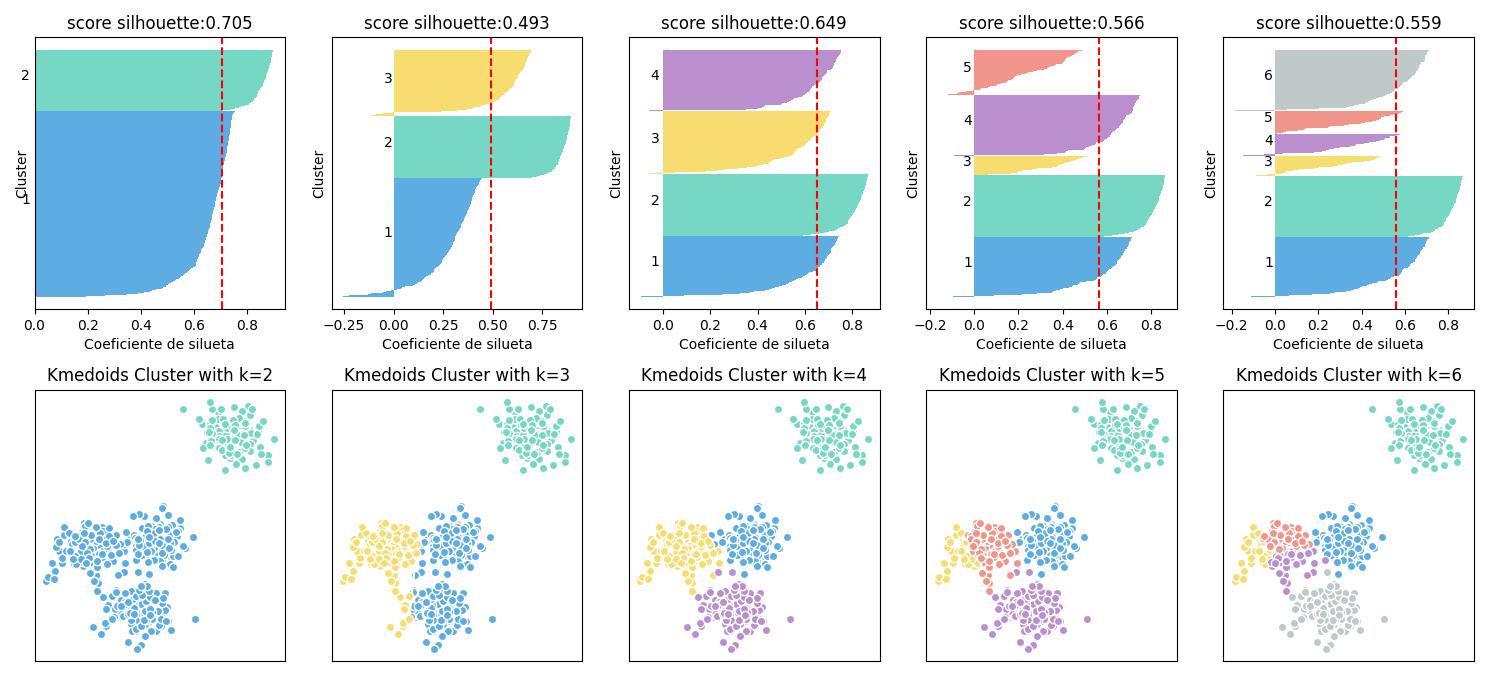 score silhouette:0.705
2
1
Cluster
0.0 0.2 0.4 0.6 0.8
Coeficiente de silueta
score silhouette:0.493
3
2
1
Cluster
−0.25 0.00 0.25 0.50 0.75
Coeficiente de silueta
score silhouette:0.649
4
3
2
1
Cluster
0.0 0.2 0.4 0.6 0.8
Coeficiente de silueta
score silhouette:0.566
5
4
3
2
1
Cluster
−0.2 0.0 0.2 0.4 0.6 0.8
Coeficiente de silueta
score silhouette:0.559
6
5
4
3
2
1
Cluster
−0.2 0.0 0.2 0.4 0.6 0.8
Coeficiente de silueta
Kmedoids Cluster with k=2
Kmedoids Cluster with k=3
Kmedoids Cluster with k=4
Kmedoids Cluster with k=5
Kmedoids Cluster with k=6